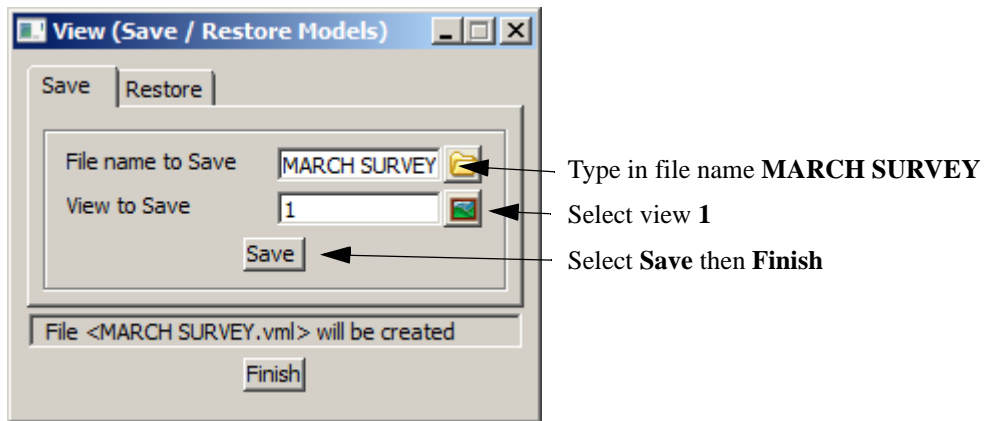 View (Save / Restore Models)
Save Restore
File name to Save MARCH SURVEY
Type in file name MARCH SURVEY
View to Save 1
Select view 1
Save
Select Save then Finish
File <MARCH SURVEY.vml> will be created
Finish